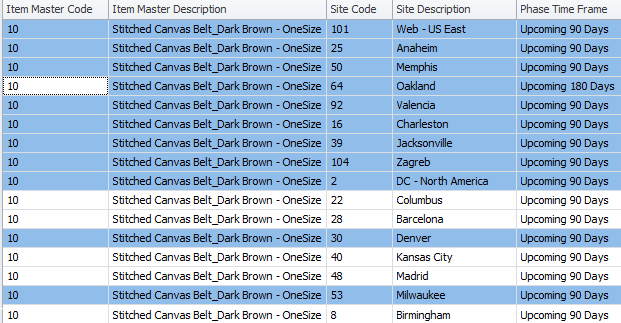 Item Master Code Item Master Description Site Code Site Description Phase Time Frame
10 Stitched Canvas Belt_Dark Brown - OneSize 101 Web - US East Upcoming 90 Days
10 Stitched Canvas Belt_Dark Brown - OneSize 25 Anaheim Upcoming 90 Days
10 Stitched Canvas Belt_Dark Brown - OneSize 50 Memphis Upcoming 90 Days
10 Stitched Canvas Belt_Dark Brown - OneSize 64 Oakland Upcoming 180 Days
10 Stitched Canvas Belt_Dark Brown - OneSize 92 Valencia Upcoming 90 Days
10 Stitched Canvas Belt_Dark Brown - OneSize 16 Charleston Upcoming 90 Days
10 Stitched Canvas Belt_Dark Brown - OneSize 39 Jacksonville Upcoming 90 Days
10 Stitched Canvas Belt_Dark Brown - OneSize 104 Zagreb Upcoming 90 Days
10 Stitched Canvas Belt_Dark Brown - OneSize 2 DC - North America Upcoming 90 Days
10 Stitched Canvas Belt_Dark Brown - OneSize 22 Columbus Upcoming 90 Days
10 Stitched Canvas Belt_Dark Brown - OneSize 28 Barcelona Upcoming 90 Days
10 Stitched Canvas Belt_Dark Brown - OneSize 30 Denver Upcoming 90 Days
10 Stitched Canvas Belt_Dark Brown - OneSize 40 Kansas City Upcoming 90 Days
10 Stitched Canvas Belt_Dark Brown - OneSize 48 Madrid Upcoming 90 Days
10 Stitched Canvas Belt_Dark Brown - OneSize 53 Milwaukee Upcoming 90 Days
10 Stitched Canvas Belt_Dark Brown - OneSize 8 Birmingham Upcoming 90 Days